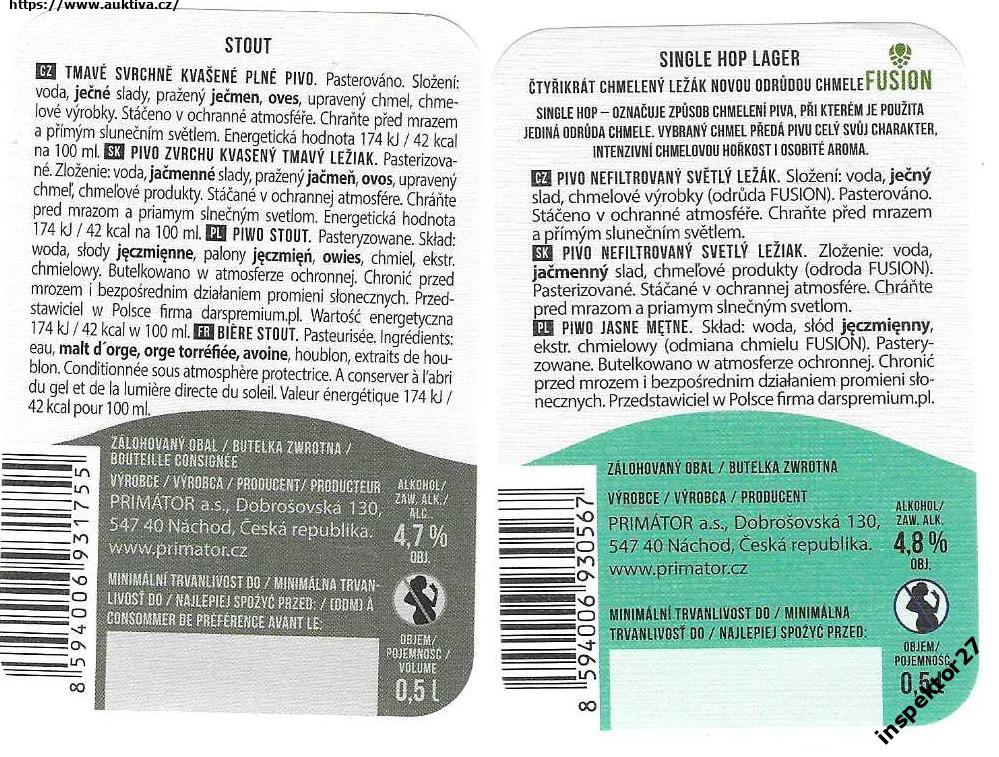 https://www.auktiva.cz/
STOUT
CZ TMAVÉ SVRCHNĚ KVAŠENÉ PLNÉ PIVO. Pasterováno. Složení:
voda, ječné slady, pražený ječmen, oves, upravený chmel, chme-
lové výrobky. Stáčeno v ochranné atmosféře. Chraňte před mrazem
a přímým slunečním světlem. Energetická hodnota 174 kJ / 42 kcal
na 100 ml. SK PIVO ZVRCHU KVASENÝ TMAVÝ LEŽIAK. Pasterizova-
né. Zloženie: voda, jačmenné slady, pražený jačmeň, ovos, upravený
chmeľ, chmeľové produkty. Stáčané v ochrannej atmosfére. Chráňte
pred mrazom a priamym slnečným svetlom. Energetická hodnota
174 kJ / 42 kcal na 100 ml. PL PIWO STOUT. Pasteryzowane. Skład:
woda, słody jęczmienne, palony jęczmień, owies, chmiel, ekstr.
chmielowy. Butelkowano w atmosferze ochronnej. Chronić przed
mrozem i bezpośrednim działaniem promieni słonecznych. Przed-
stawiciel w Polsce firma darspremium.pl. Wartość energetyczna
174 kJ / 42 kcal w 100 ml. FR BIÈRE STOUT. Pasteurisée. Ingrédients:
eau, malt d´orge, orge torréfiée, avoine, houblon, extraits de hou-
blon. Conditionnée sous atmosphère protectrice. A conserver à l'abri
du gel et de la lumière directe du soleil. Valeur énergétique 174 kJ /
42 kcal pour 100 ml.
ZÁLOHOVANÝ OBAL / BUTELKA ZWROTNA /
BOUTEILLE CONSIGNÉE
VÝROBCE / VÝROBCA / PRODUCENT/ PRODUCTEUR
PRIMÁTOR a.s., Dobrošovská 130,
547 40 Náchod, Česká republika.
www.primator.cz
MINIMÁLNÍ TRVANLIVOST DO / MINIMÁLNA TRVAN-
LIVOSŤ DO / NAJLEPIEJ SPOŻYĆ PRZED: / (DDM) À
CONSOMMER DE PRÉFÉRENCE AVANT LE:
ALKOHOL/
ZAW. ALK./
ALC.
4,7 %
OBJ.
OBJEM/
POJEMNOŚĆ /
VOLUME
0,5 l
8 594006 931755
SINGLE HOP LAGER
ČTYŘIKRÁT CHMELENÝ LEŽÁK NOVOU ODRŮDOU CHMELE FUSION
SINGLE HOP – OZNAČUJE ZPŮSOB CHMELENÍ PIVA, PŘI KTERÉM JE POUŽITA
JEDINÁ ODRŮDA CHMELE. VYBRANÝ CHMEL PŘEDÁ PIVU CELÝ SVŮJ CHARAKTER,
INTENZIVNÍ CHMELOVOU HOŘKOST I OSOBITÉ AROMA.
CZ PIVO NEFILTROVANÝ SVĚTLÝ LEŽÁK. Složení: voda, ječný
slad, chmelové výrobky (odrůda FUSION). Pasterováno.
Stáčeno v ochranné atmosféře. Chraňte před mrazem
a přímým slunečním světlem.
SK PIVO NEFILTROVANÝ SVETLÝ LEŽIAK. Zloženie: voda,
jačmenný slad, chmeľové produkty (odroda FUSION).
Pasterizované. Stáčané v ochrannej atmosfére. Chráňte
pred mrazom a priamym slnečným svetlom.
PL PIWO JASNE MĘTNE. Skład: woda, słód jęczmienny,
ekstr. chmielowy (odmiana chmielu FUSION). Pastery-
zowane. Butelkowano w atmosferze ochronnej. Chronić
przed mrozem i bezpośrednim działaniem promieni sło-
necznych. Przedstawiciel w Polsce firma darspremium.pl.
ZÁLOHOVANÝ OBAL / BUTELKA ZWROTNA
VÝROBCE / VÝROBCA / PRODUCENT
PRIMÁTOR a.s., Dobrošovská 130,
547 40 Náchod, Česká republika.
www.primator.cz
MINIMÁLNÍ TRVANLIVOST DO / MINIMÁLNA
TRVANLIVOSŤ DO / NAJLEPIEJ SPOŻYĆ PRZED:
ALKOHOL/
ZAW. ALK.
4,8 %
OBJ.
OBJEM/
POJEMNOŚĆ
0,5 l
8 594006 930567
inspektor27